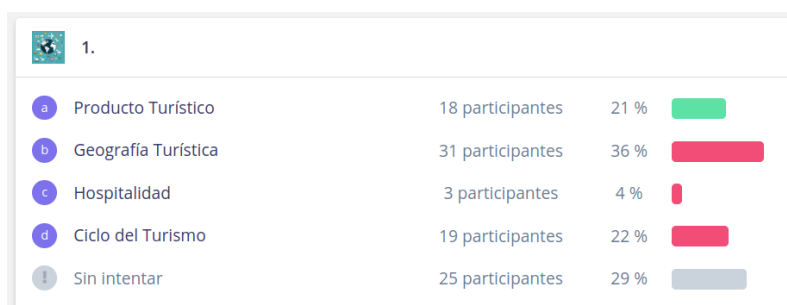 1.
a Producto Turístico 18 participantes 21 %
b Geografía Turística 31 participantes 36 %
c Hospitalidad 3 participantes 4 %
d Ciclo del Turismo 19 participantes 22 %
! Sin intentar 25 participantes 29 %